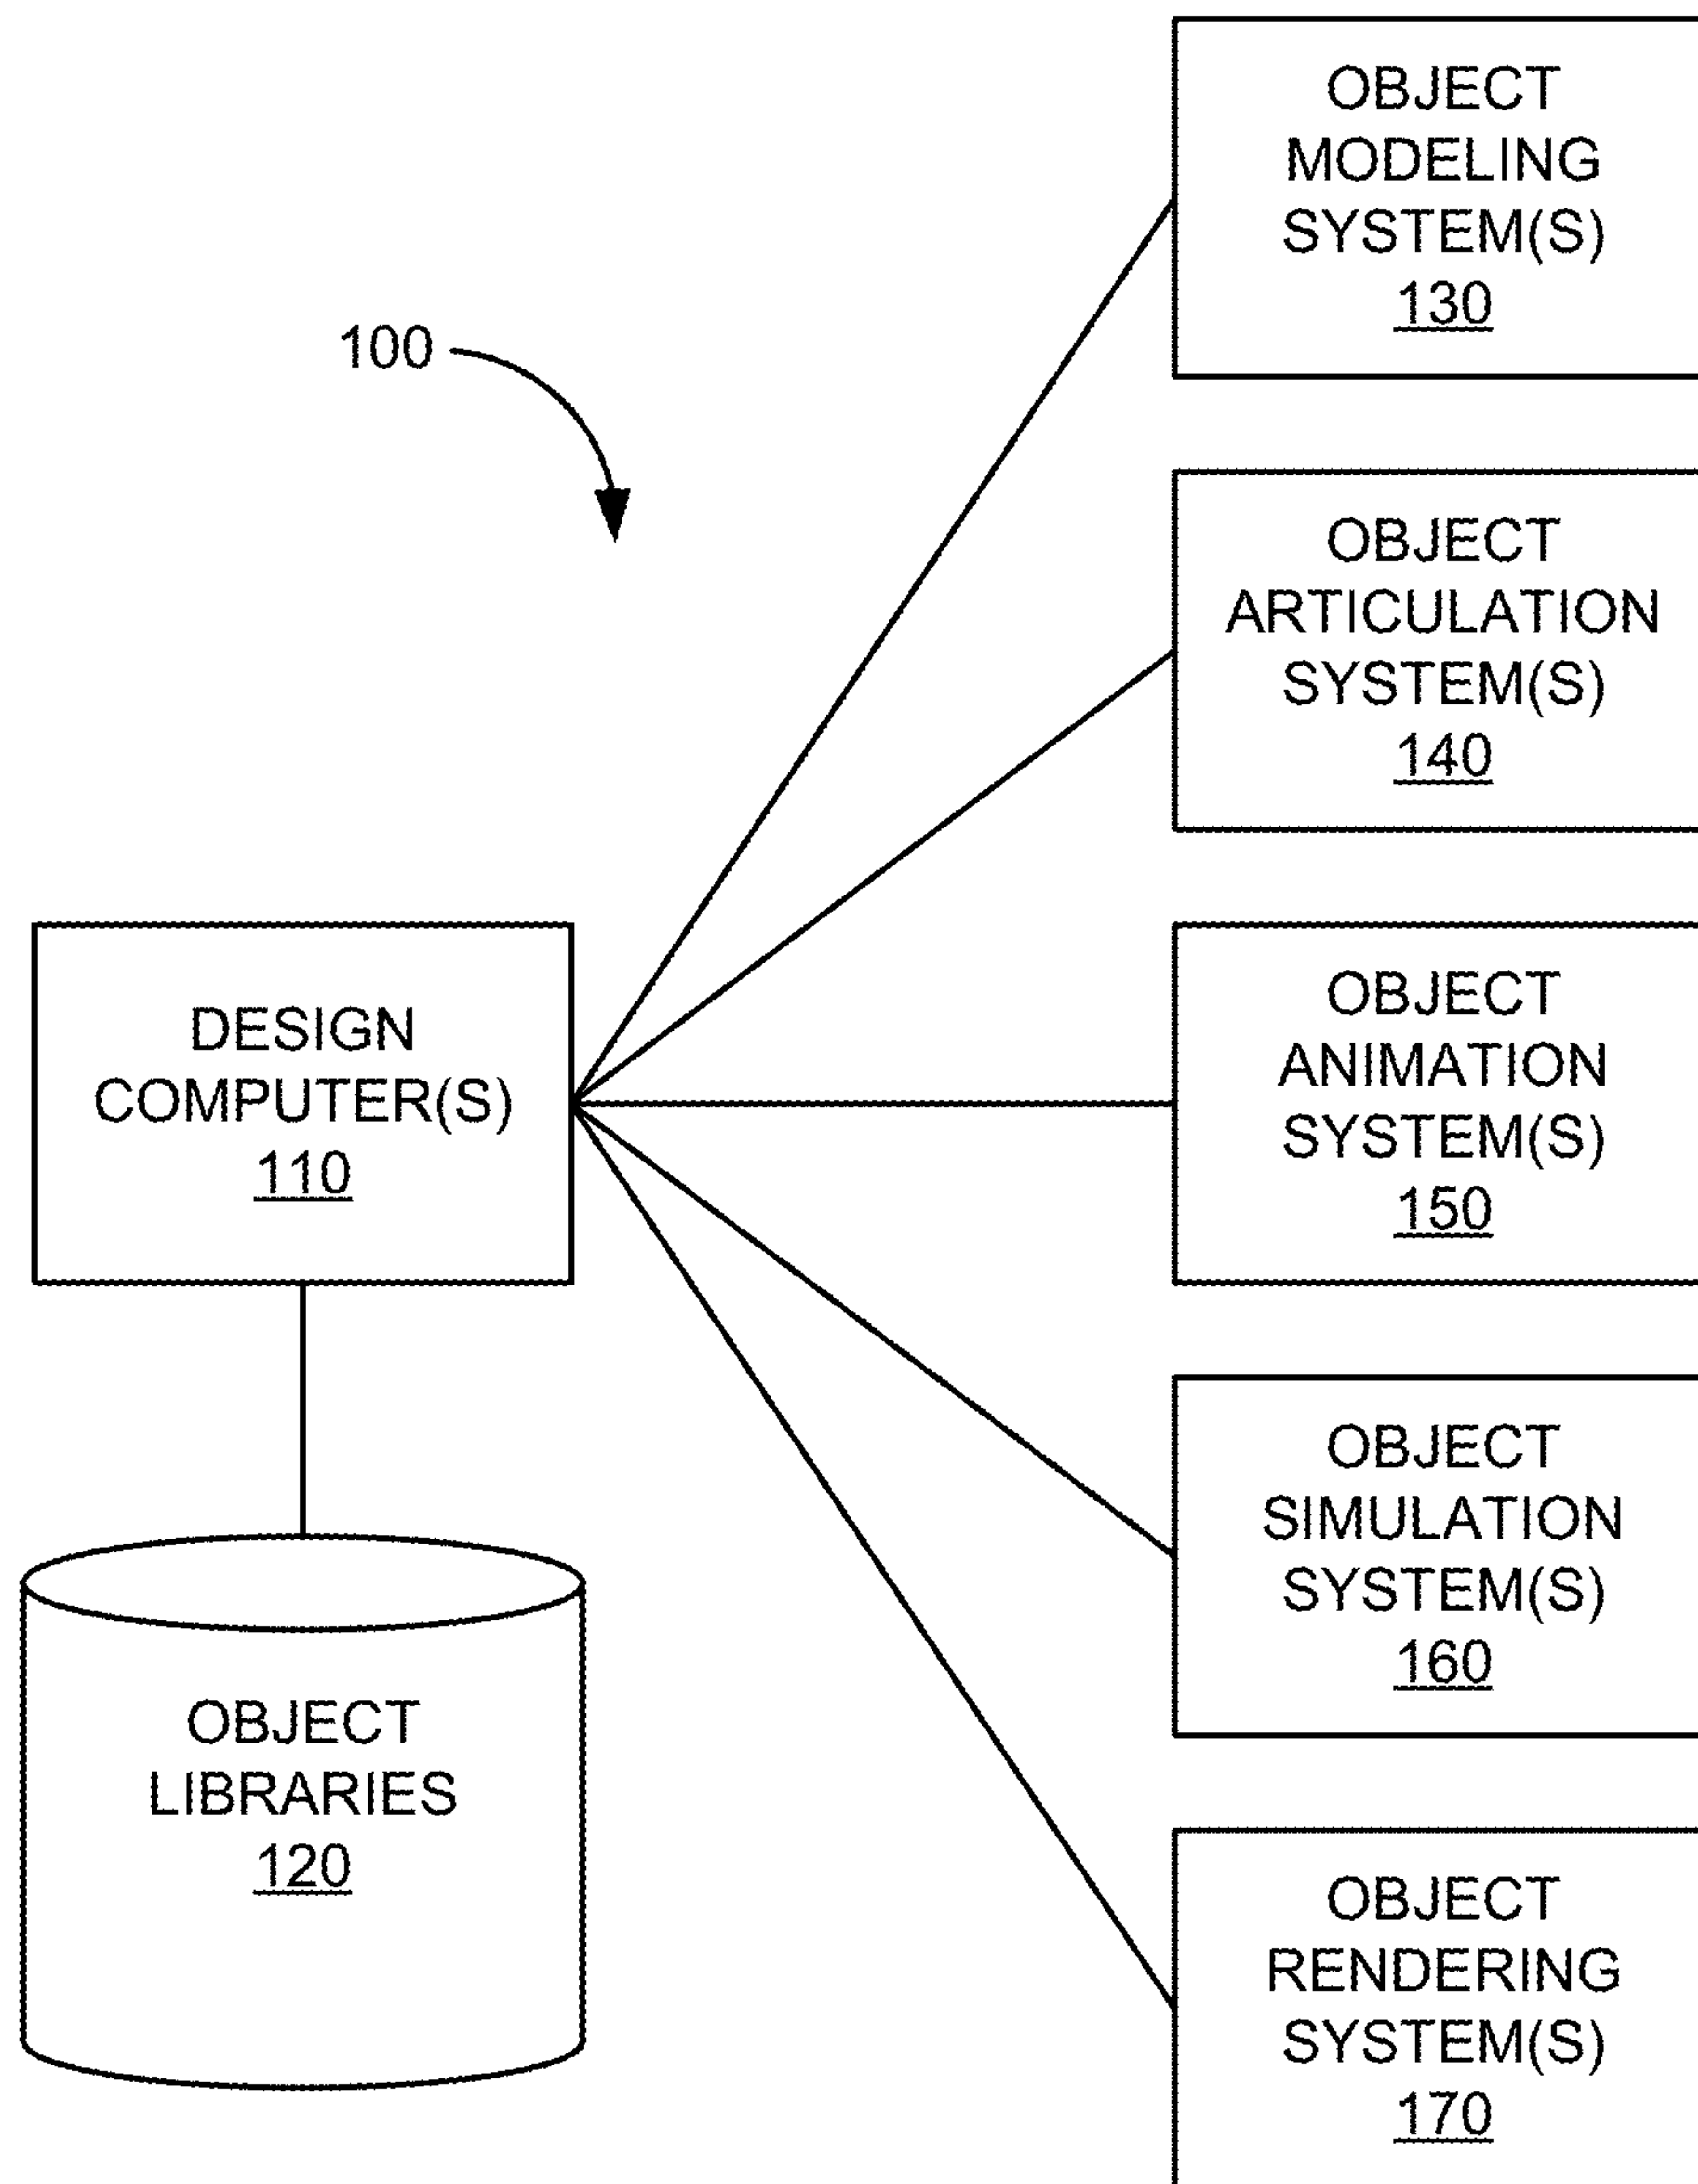 OBJECT
MODELING
SYSTEM(S)
130
100
OBJECT
ARTICULATION
SYSTEM(S)
140
DESIGN
COMPUTER(S)
110
OBJECT
ANIMATION
SYSTEM(S)
150
OBJECT
SIMULATION
SYSTEM(S)
160
OBJECT
LIBRARIES
120
OBJECT
RENDERING
SYSTEM(S)
170